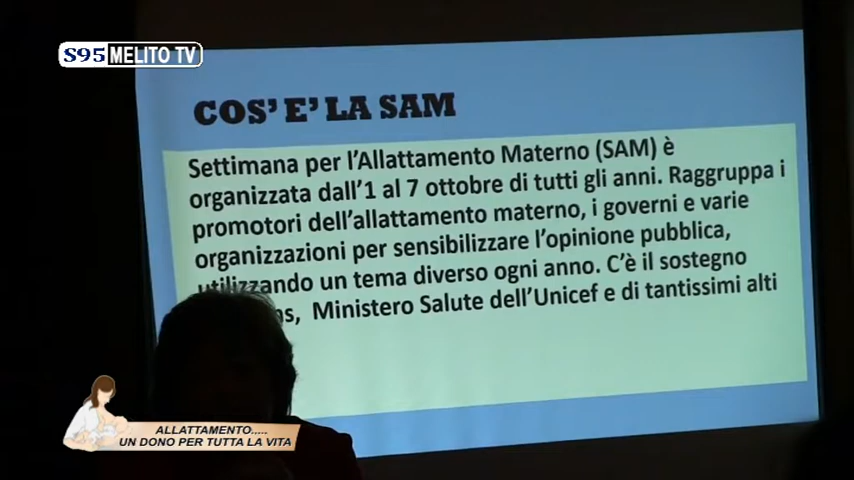 S95 MELITO TV
COS' E' LA SAM
Settimana per l'Allattamento Materno (SAM) è
organizzata dall'1 al 7 ottobre di tutti gli anni. Raggruppa i
promotori dell'allattamento materno, i governi e varie
organizzazioni per sensibilizzare l'opinione pubblica,
utilizzando un tema diverso ogni anno. C'è il sostegno
Ministero Salute dell'Unicef e di tantissimi alti
ALLATTAMENTO.....
UN DONO PER TUTTA LA VITA